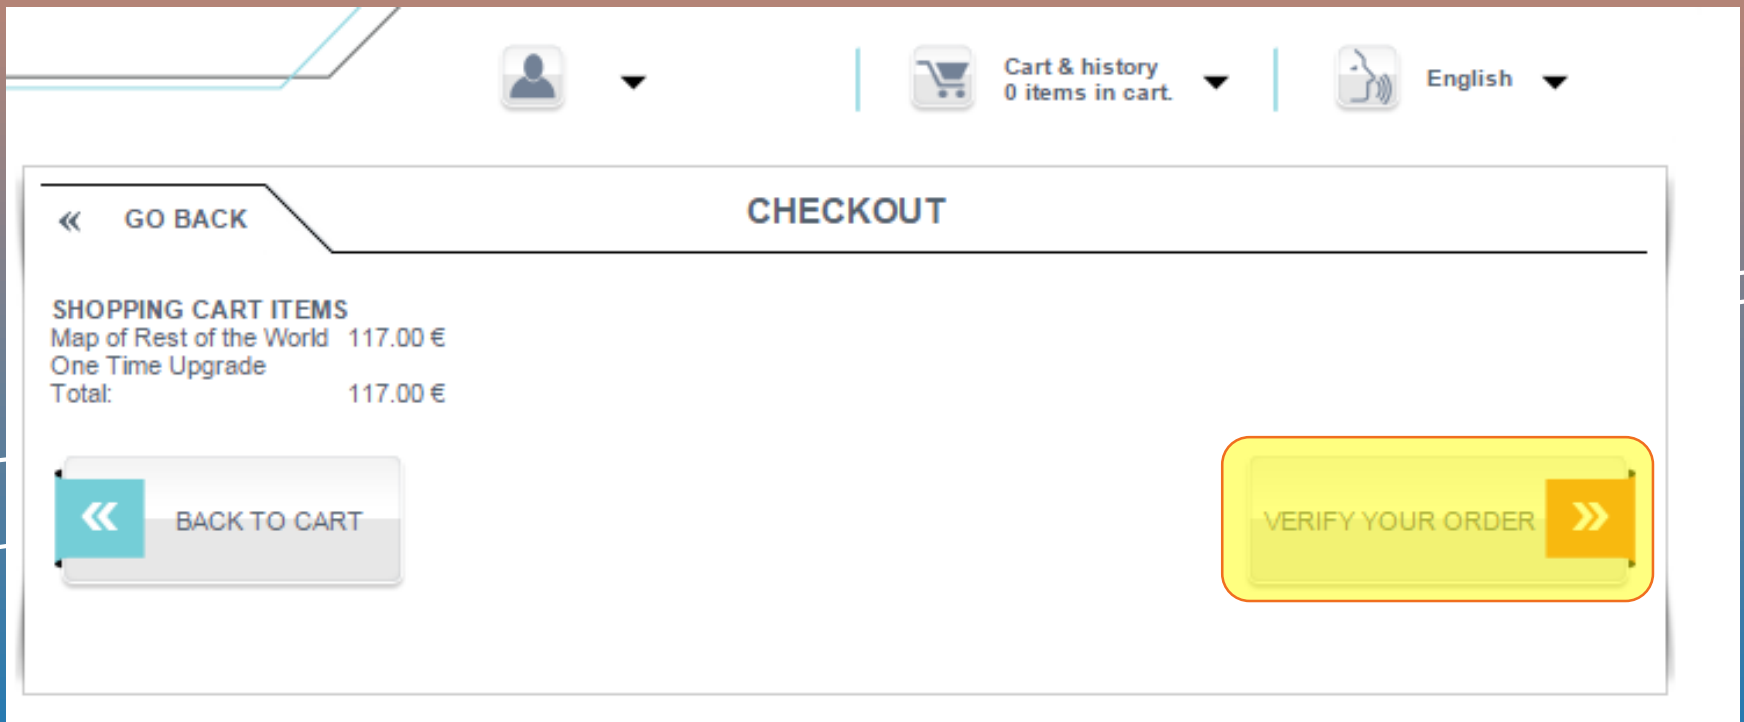 Cart & history
0 items in cart.
English
« GO BACK
CHECKOUT
SHOPPING CART ITEMS
Map of Rest of the World 117.00 €
One Time Upgrade
Total: 117.00 €
« BACK TO CART
VERIFY YOUR ORDER »